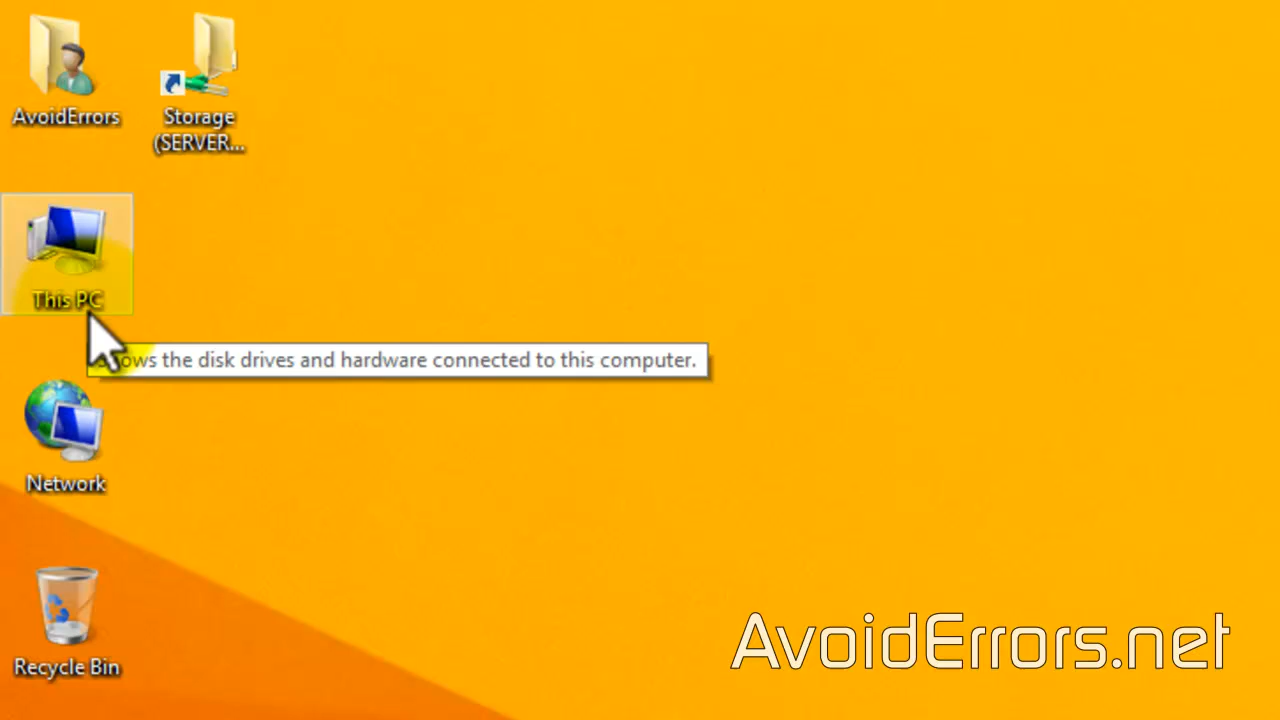 AvoidErrors
Storage
(SERVER...
This PC
ows the disk drives and hardware connected to this computer.
Network
Recycle Bin
AvoidErrors.net